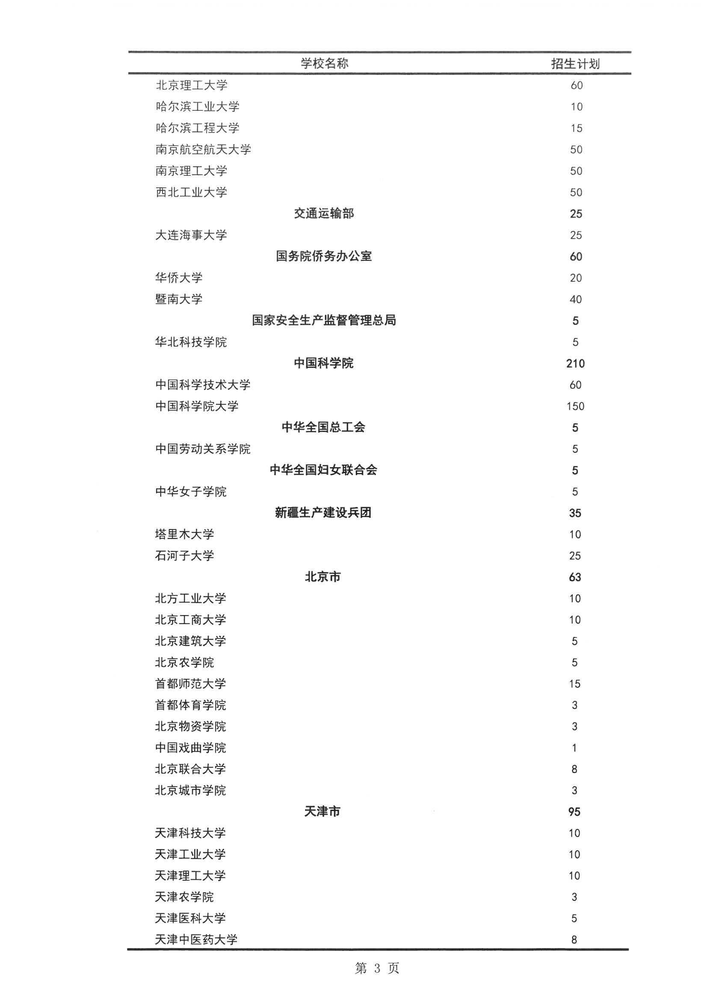 学校名称 招生计划
北京理工大学 60
哈尔滨工业大学 10
哈尔滨工程大学 15
南京航空航天大学 50
南京理工大学 50
西北工业大学 50
交通运输部 25
大连海事大学 25
国务院侨务办公室 60
华侨大学 20
暨南大学 40
国家安全生产监督管理总局 5
华北科技学院 5
中国科学院 210
中国科学技术大学 60
中国科学院大学 150
中华全国总工会 5
中国劳动关系学院 5
中华全国妇女联合会 5
中华女子学院 5
新疆生产建设兵团 35
塔里木大学 10
石河子大学 25
北京市 63
北方工业大学 10
北京工商大学 10
北京建筑大学 5
北京农学院 5
首都师范大学 15
首都体育学院 3
北京物资学院 3
中国戏曲学院 1
北京联合大学 8
北京城市学院 3
天津市 95
天津科技大学 10
天津工业大学 10
天津理工大学 10
天津农学院 3
天津医科大学 5
天津中医药大学 8
第 3 页